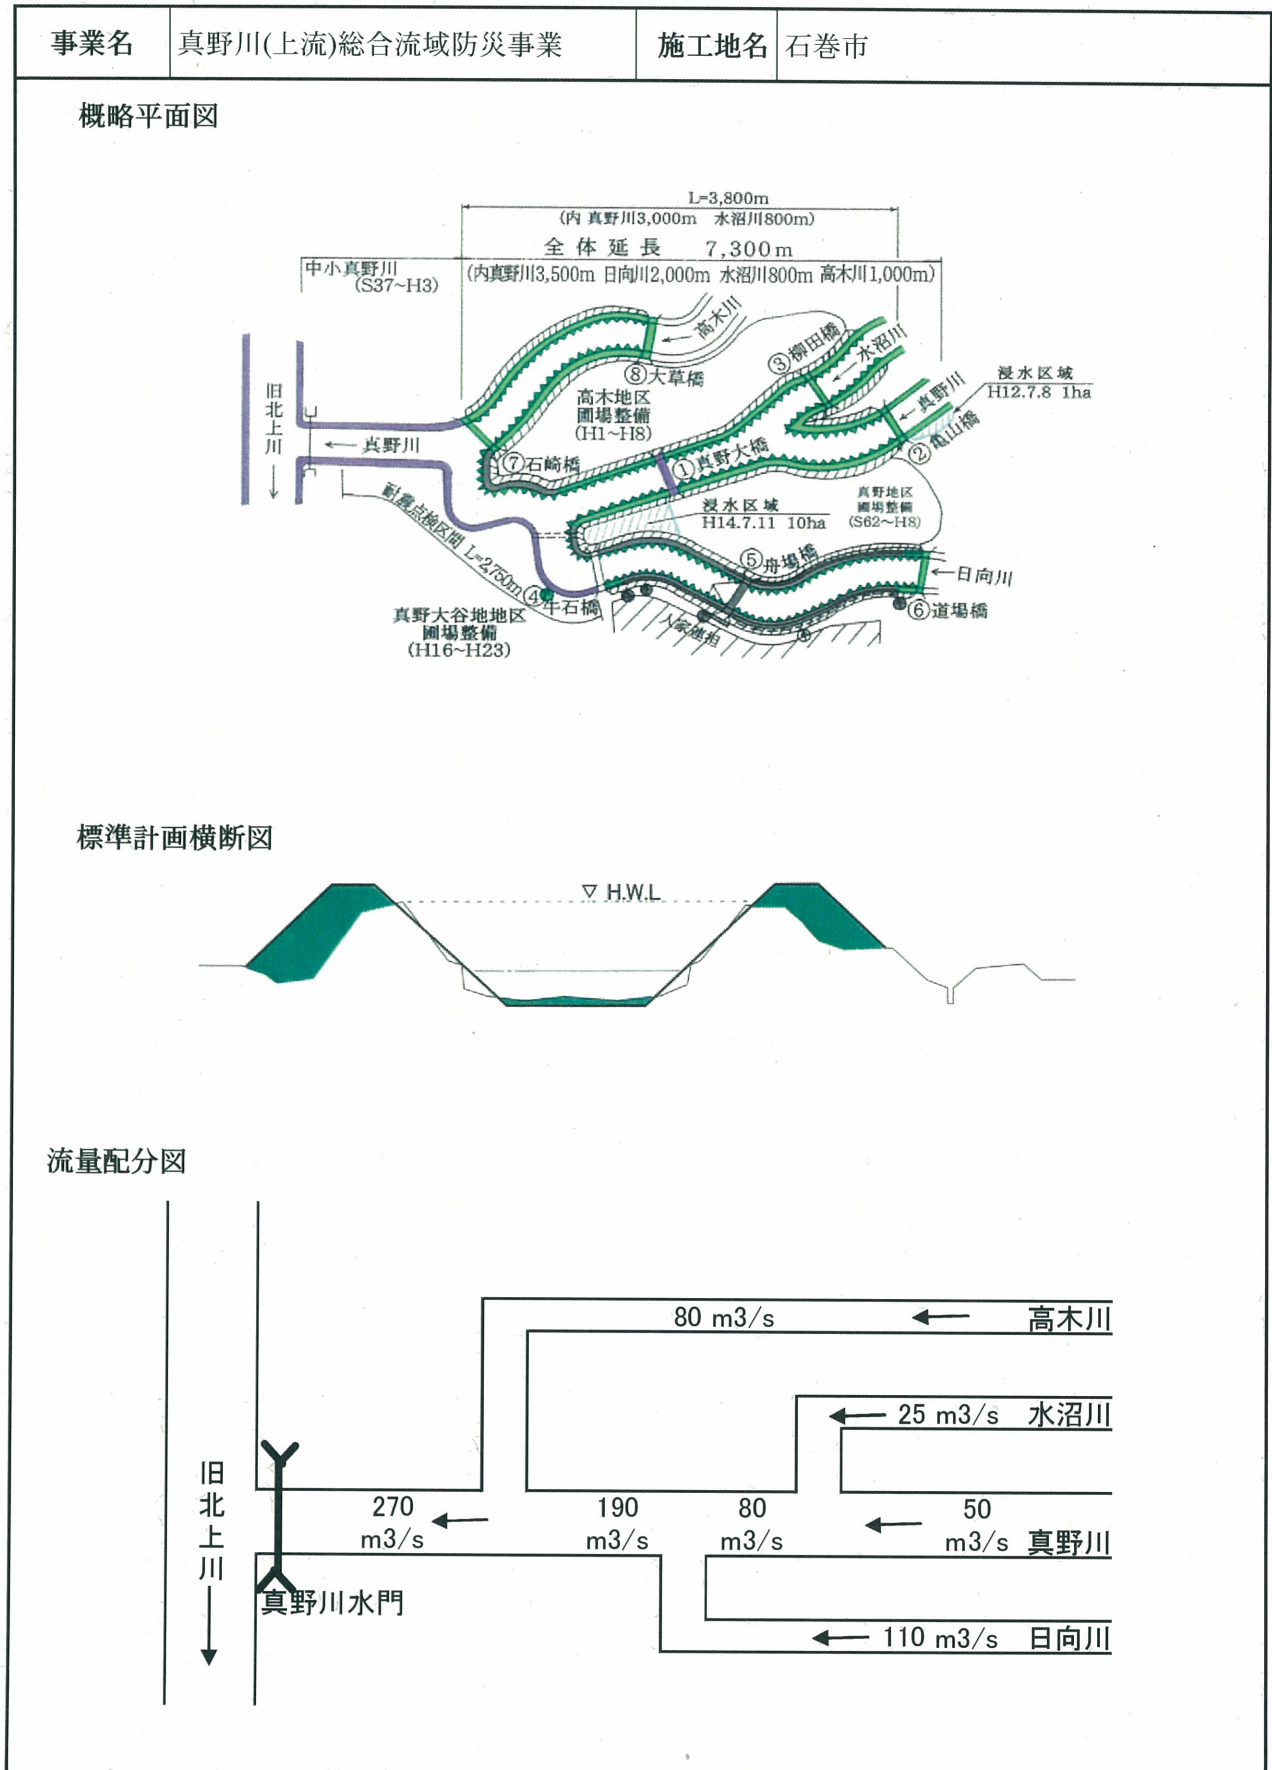 事業名 真野川(上流)総合流域防災事業 施工地名 石巻市
概略平面図
L=3,800m
(内 真野川3,000m 水沼川800m)
全体延長 7,300m
中小真野川
(S37~H3)
(内真野川3,500m 日向川2,000m 水沼川800m 高木川1,000m)
旧北上川
←真野川
←高木川
⑧大草橋
高木地区
圃場整備
(H1~H8)
③柳田橋
←水沼川
←真野川
浸水区域
H12.7.8 1ha
②亀山橋
⑦石崎橋
①真野大橋
浸水区域
H14.7.11 10ha
真野地区
圃場整備
(S62~H8)
耐震点検区間 L=2,750m
④牛石橋
真野大谷地地区
圃場整備
(H16~H23)
⑤舟場橋
←日向川
⑥道場橋
人家連担
標準計画横断図
▽ H.W.L
流量配分図
80 m3/s ← 高木川
← 25 m3/s 水沼川
旧北上川
270
m3/s
←
190
m3/s
80
m3/s
←
50
m3/s 真野川
真野川水門
← 110 m3/s 日向川